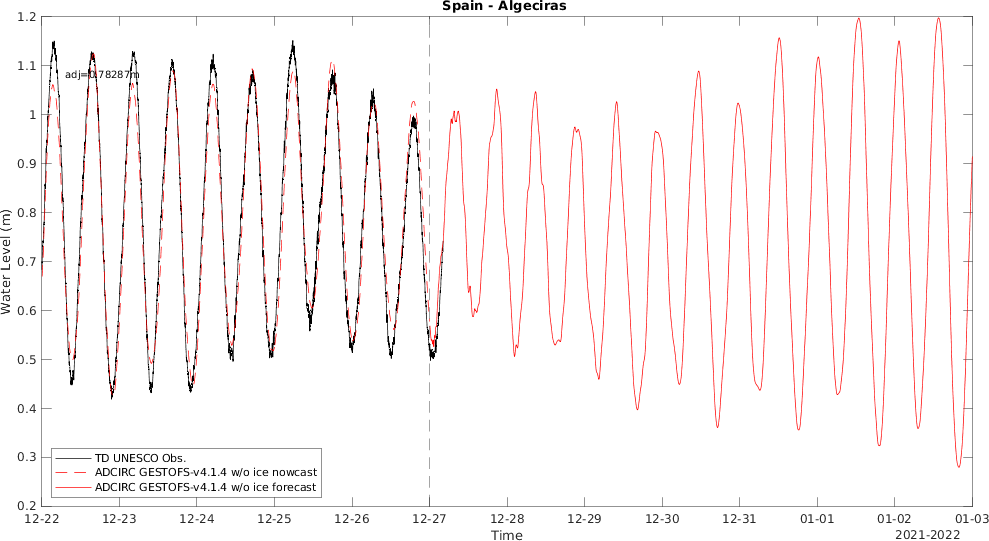 Spain - Algeciras
1.2
1.1
1
0.9
0.8
0.7
0.6
0.5
0.4
0.3
0.2
Water Level (m)
adj=0.78287m
TD UNESCO Obs.
ADCIRC GESTOFS-v4.1.4 w/o ice nowcast
ADCIRC GESTOFS-v4.1.4 w/o ice forecast
12-22 12-23 12-24 12-25 12-26 12-27 12-28 12-29 12-30 12-31 01-01 01-02 01-03
Time
2021-2022